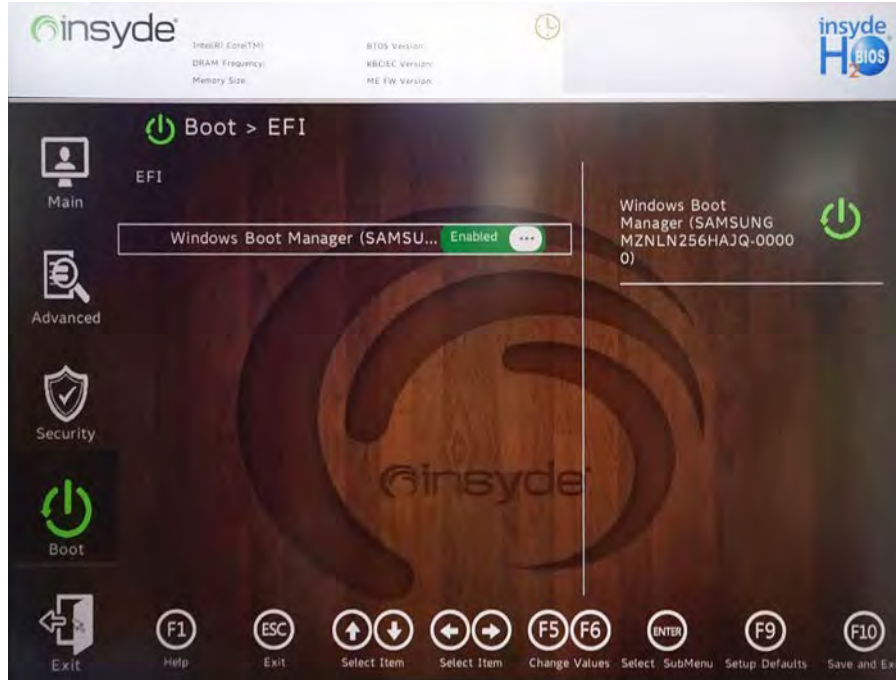 insyde
Intel(R) Core(TM)
DRAM Frequency:
Memory Size:
BIOS Version:
KBC/EC Version:
ME FW Version:
insyde
H2O BIOS
Boot > EFI
EFI
Windows Boot Manager (SAMSU... Enabled
Windows Boot
Manager (SAMSUNG
MZNLN256HAJQ-0000
0)
Main
Advanced
Security
Boot
Exit
insyde
F1
Help
ESC
Exit
Select Item
Select Item
F5 F6
Change Values
ENTER
Select SubMenu
F9
Setup Defaults
F10
Save and Ex